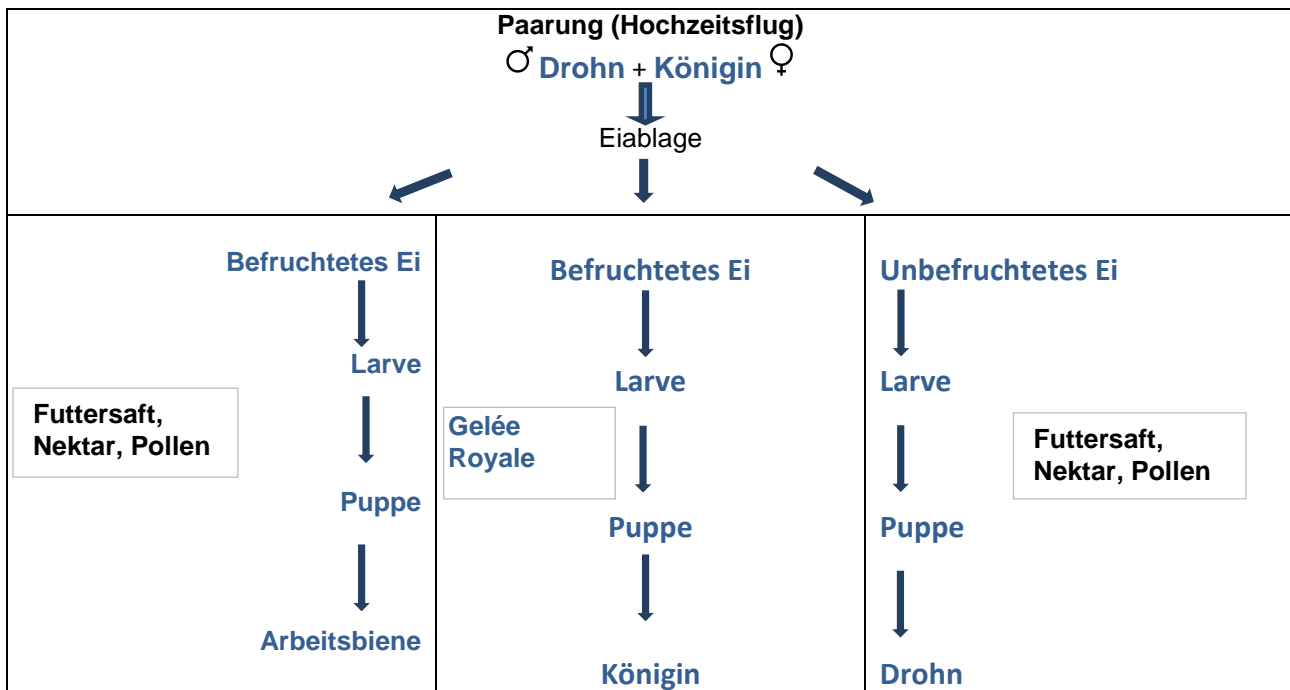 Paarung (Hochzeitsflug)
♂ Drohn + Königin ♀
Eiablage
Befruchtetes Ei
Larve
Futtersaft,
Nektar, Pollen
Puppe
Arbeitsbiene
Befruchtetes Ei
Larve
Gelée
Royale
Puppe
Königin
Unbefruchtetes Ei
Larve
Futtersaft,
Nektar, Pollen
Puppe
Drohn